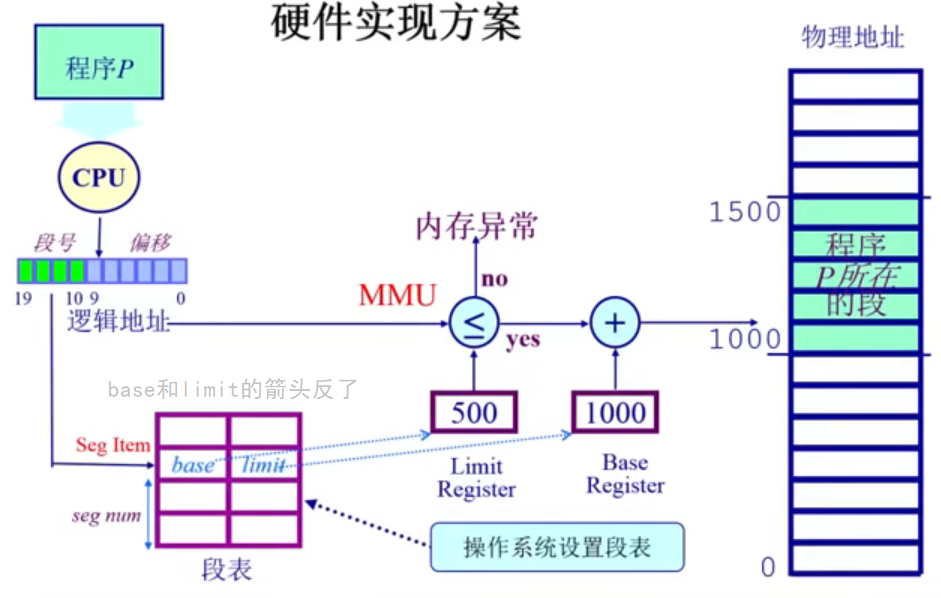 硬件实现方案
物理地址
程序P
CPU
段号
偏移
19
10
9
0
逻辑地址
内存异常
no
MMU
≤
yes
+
1500
程序
P所在
的段
1000
0
base和limit的箭头反了
500
1000
Limit
Register
Base
Register
Seg Item
base
limit
seg num
段表
操作系统设置段表